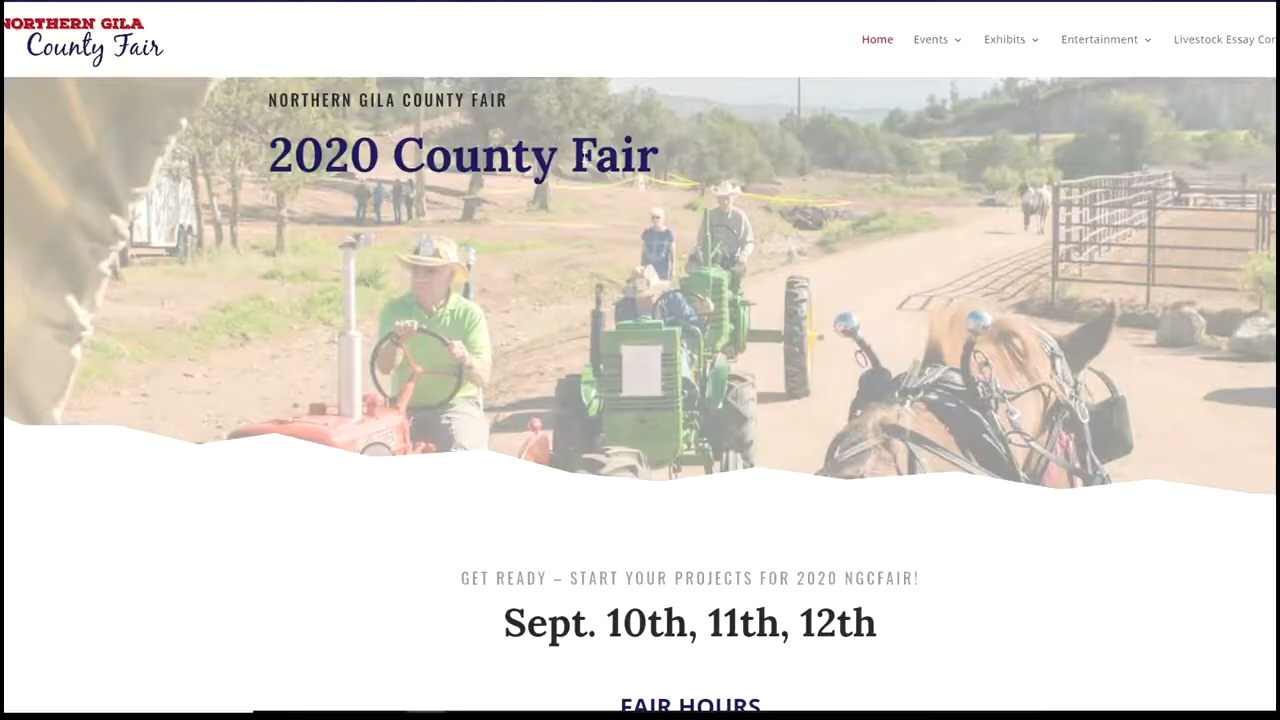 NORTHERN GILA
County Fair
Home
Events
Exhibits
Entertainment
Livestock Essay
NORTHERN GILA COUNTY FAIR
2020 County Fair
GET READY – START YOUR PROJECTS FOR 2020 NGCFAIR!
Sept. 10th, 11th, 12th
FAIR HOURS